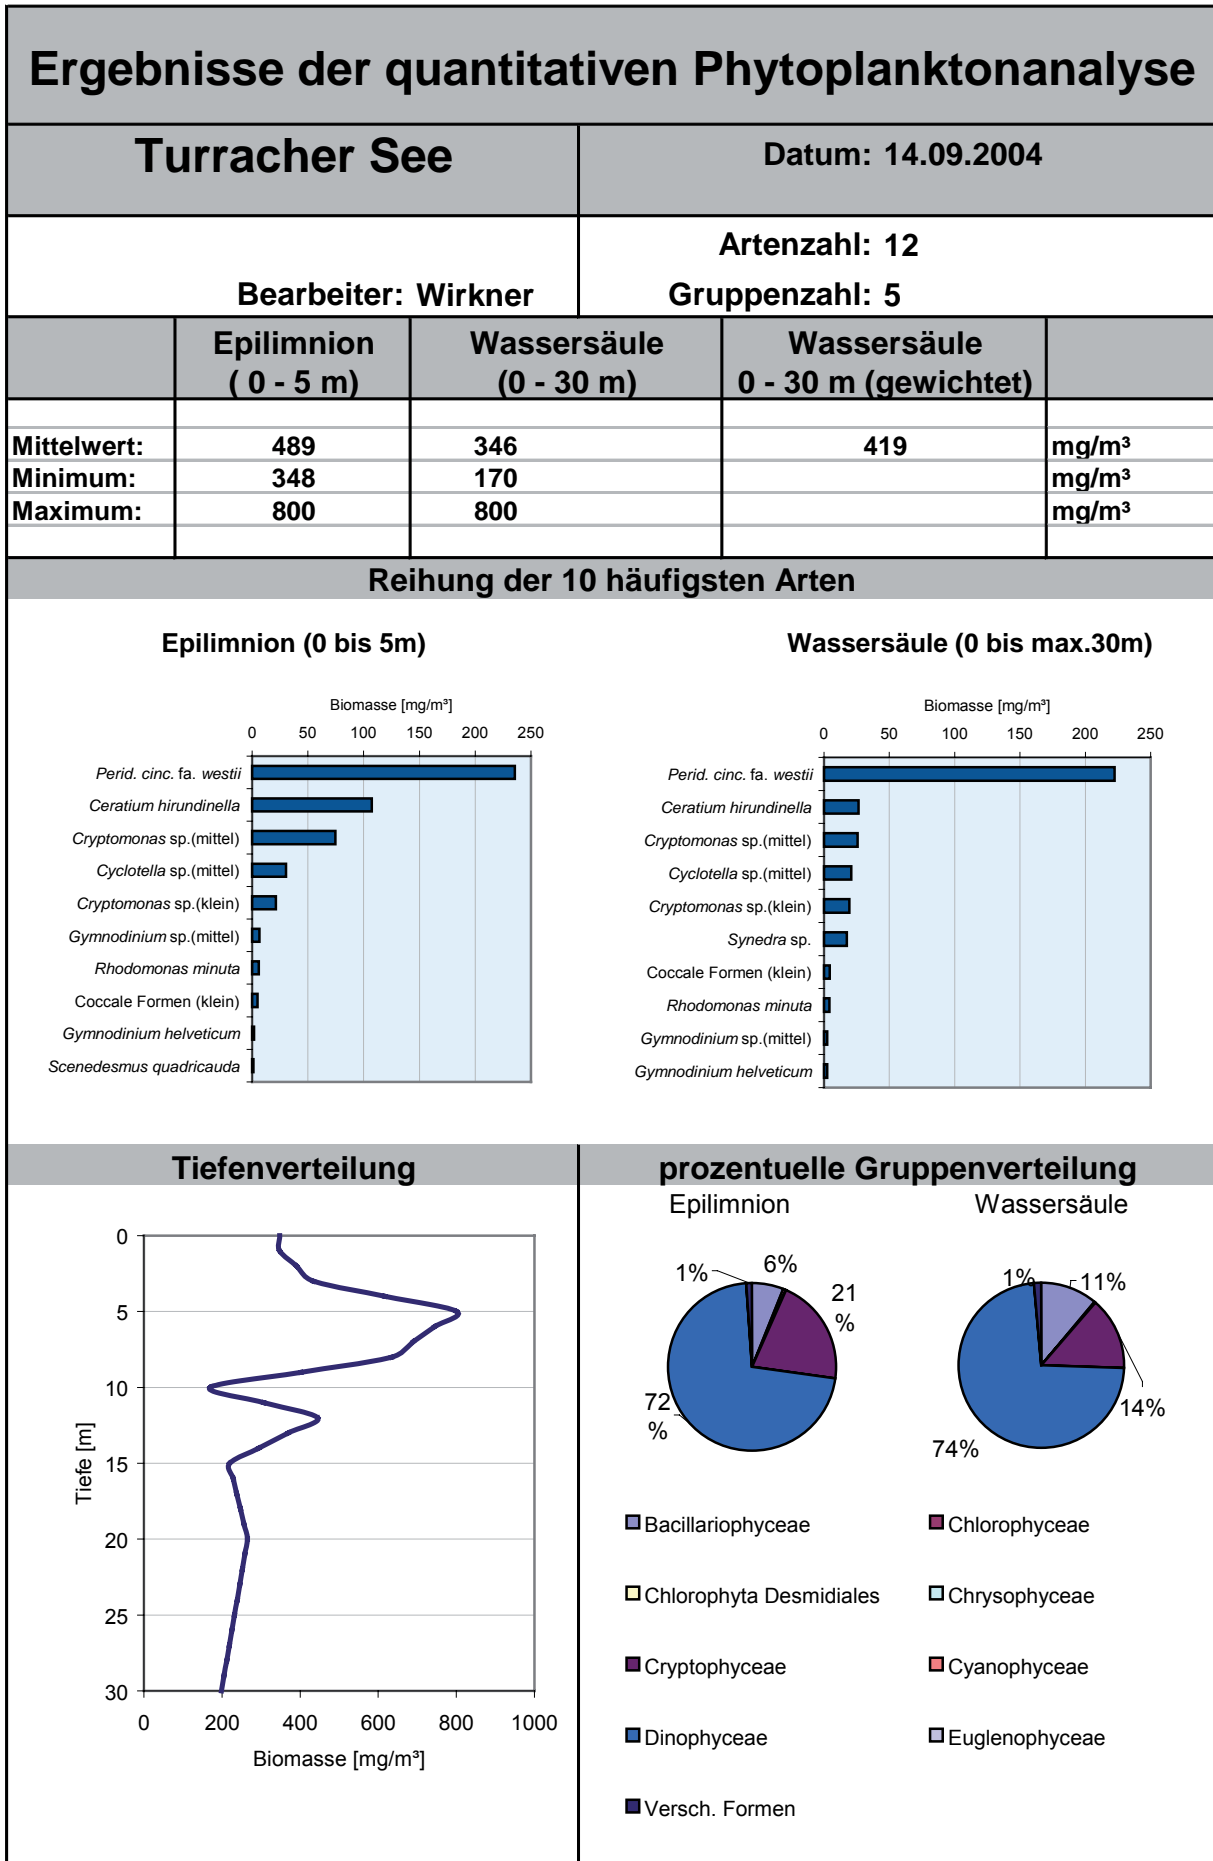 Ergebnisse der quantitativen Phytoplanktonanalyse
Turracher See
Datum: 14.09.2004
Artenzahl: 12
Bearbeiter: Wirkner
Gruppenzahl: 5
Epilimnion
( 0 - 5 m)
Wassersäule
(0 - 30 m)
Wassersäule
0 - 30 m (gewichtet)
Mittelwert: 489 346 419 mg/m³
Minimum: 348 170 mg/m³
Maximum: 800 800 mg/m³
Reihung der 10 häufigsten Arten
Epilimnion (0 bis 5m)
Biomasse [mg/m³]
0 50 100 150 200 250
Perid. cinc. fa. westii
Ceratium hirundinella
Cryptomonas sp.(mittel)
Cyclotella sp.(mittel)
Cryptomonas sp.(klein)
Gymnodinium sp.(mittel)
Rhodomonas minuta
Coccale Formen (klein)
Gymnodinium helveticum
Scenedesmus quadricauda
Wassersäule (0 bis max.30m)
Biomasse [mg/m³]
0 50 100 150 200 250
Perid. cinc. fa. westii
Ceratium hirundinella
Cryptomonas sp.(mittel)
Cyclotella sp.(mittel)
Cryptomonas sp.(klein)
Synedra sp.
Coccale Formen (klein)
Rhodomonas minuta
Gymnodinium sp.(mittel)
Gymnodinium helveticum
Tiefenverteilung
0
5
10
15
20
25
30
Tiefe [m]
0 200 400 600 800 1000
Biomasse [mg/m³]
prozentuelle Gruppenverteilung
Epilimnion
1%
6%
21
%
72
%
Wassersäule
1%
11%
14%
74%
Bacillariophyceae
Chlorophyceae
Chlorophyta Desmidiales
Chrysophyceae
Cryptophyceae
Cyanophyceae
Dinophyceae
Euglenophyceae
Versch. Formen